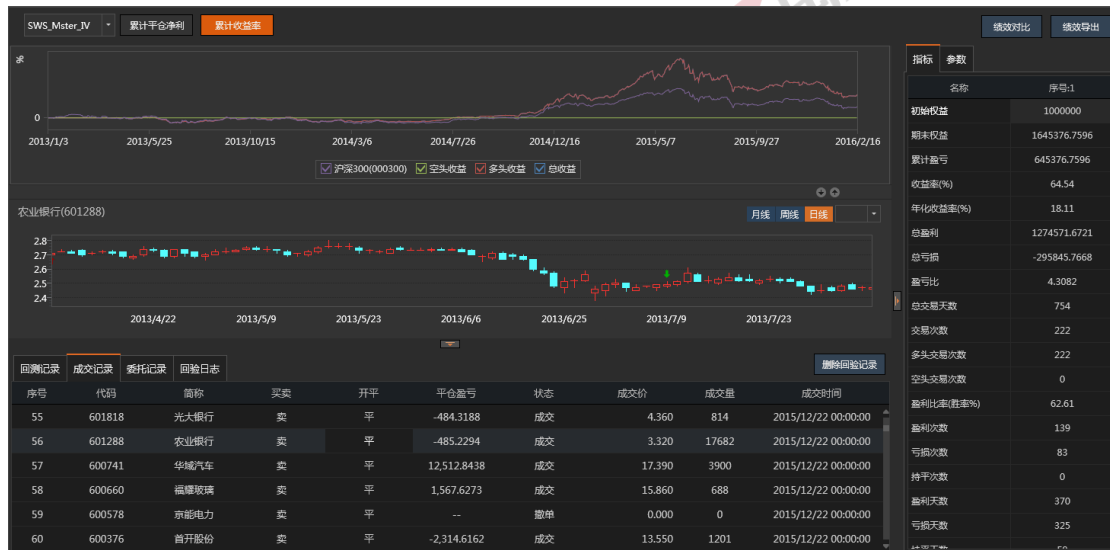 SWS_Mster_IV 累计平仓净利 累计收益率 绩效对比 绩效导出
%
0
2013/1/3 2013/5/25 2013/10/15 2014/3/6 2014/7/26 2014/12/16 2015/5/7 2015/9/27 2016/2/16
沪深300(000300) 空头收益 多头收益 总收益
农业银行(601288) 月线 周线 日线
2.8
2.7
2.6
2.5
2.4
2013/4/22 2013/5/9 2013/5/23 2013/6/6 2013/6/25 2013/7/9 2013/7/23
回测记录 成交记录 委托记录 回验日志 删除回验记录
序号 代码 简称 买卖 开平 平仓盈亏 状态 成交价 成交量 成交时间
55 601818 光大银行 卖 平 -484.3188 成交 4.360 814 2015/12/22 00:00:00
56 601288 农业银行 卖 平 -485.2294 成交 3.320 17682 2015/12/22 00:00:00
57 600741 华域汽车 卖 平 12,512.8438 成交 17.390 3900 2015/12/22 00:00:00
58 600660 福耀玻璃 卖 平 1,567.6273 成交 15.860 688 2015/12/22 00:00:00
59 600578 京能电力 卖 平 -- 撤单 0.000 0 2015/12/22 00:00:00
60 600376 首开股份 卖 平 -2,314.6162 成交 13.550 1201 2015/12/22 00:00:00
指标 参数
名称 序号:1
初始权益 1000000
期末权益 1645376.7596
累计盈亏 645376.7596
收益率(%) 64.54
年化收益率(%) 18.11
总盈利 1274571.6721
总亏损 -295845.7668
盈亏比 4.3082
总交易天数 754
交易次数 222
多头交易次数 222
空头交易次数 0
盈利比率(胜率%) 62.61
盈利次数 139
亏损次数 83
持平次数 0
盈利天数 370
亏损天数 325